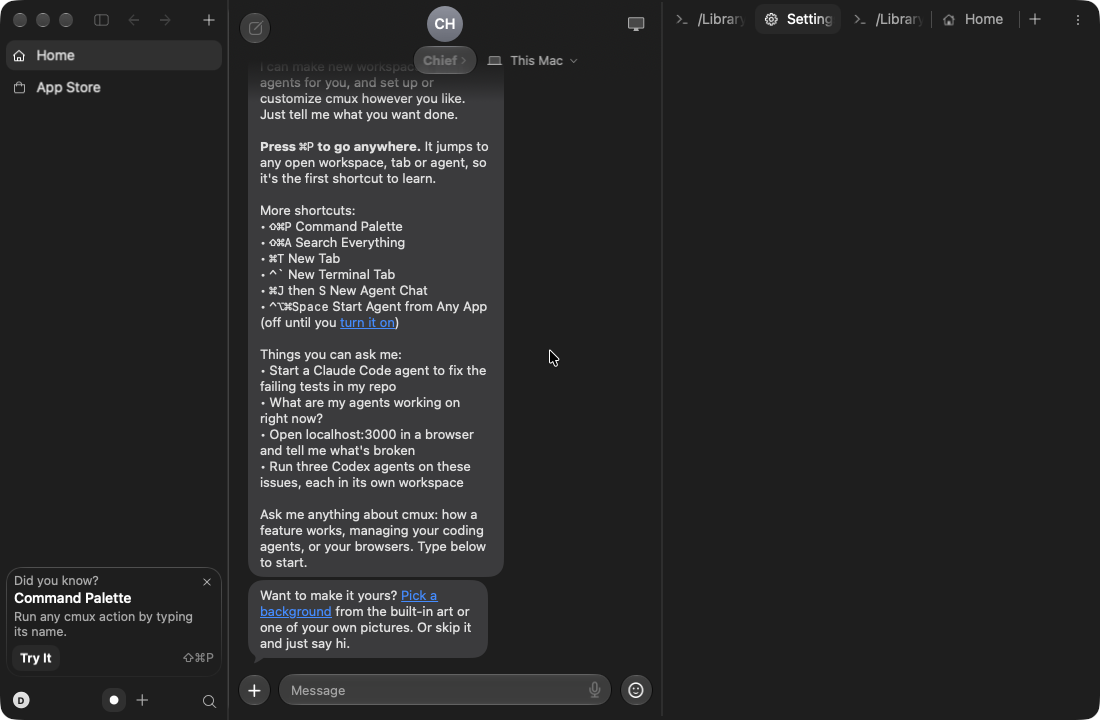 Home
App Store
Did you know?
Command Palette
Run any cmux action by typing
its name.
Try It
⇧⌘P
D
CH
Chief
This Mac
I can make new
agents for you, and set up or
customize cmux however you like.
Just tell me what you want done.
Press ⌘P to go anywhere. It jumps to
any open workspace, tab or agent, so
it's the first shortcut to learn.
More shortcuts:
• ⇧⌘P Command Palette
• ⇧⌘A Search Everything
• ⌘T New Tab
• ^` New Terminal Tab
• ⌘J then S New Agent Chat
• ^⌥⌘Space Start Agent from Any App
(off until you turn it on)
Things you can ask me:
• Start a Claude Code agent to fix the
failing tests in my repo
• What are my agents working on
right now?
• Open localhost:3000 in a browser
and tell me what's broken
• Run three Codex agents on these
issues, each in its own workspace
Ask me anything about cmux: how a
feature works, managing your coding
agents, or your browsers. Type below
to start.
Want to make it yours? Pick a
background from the built-in art or
one of your own pictures. Or skip it
and just say hi.
Message
/Library
Setting
/Library
Home